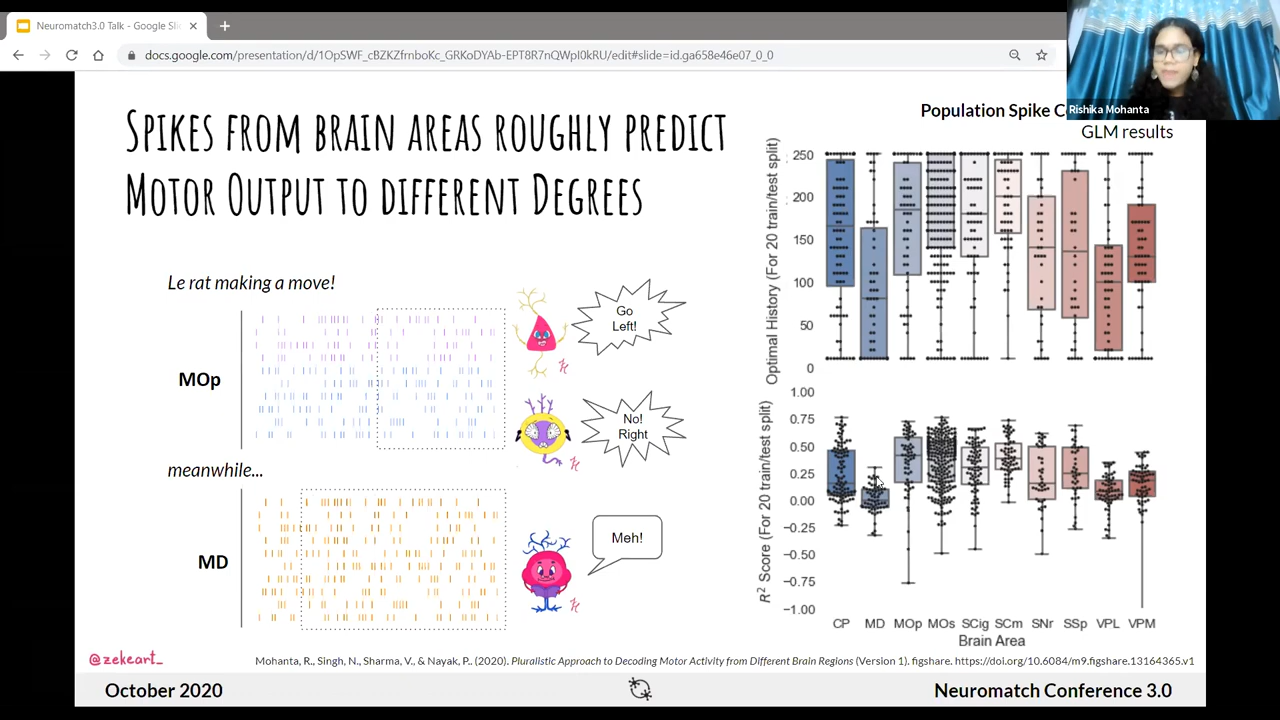 Neuromatch3.0 Talk - Google Sli
docs.google.com/presentation/d/1OpSWF_cBZKZfrnboKc_GRKoDYAb-EPT8R7nQWpI0kRU/edit#slide=id.ga658e46e07_0_0
Rishika Mohanta
SPIKES FROM BRAIN AREAS ROUGHLY PREDICT
MOTOR OUTPUT TO DIFFERENT DEGREES
Le rat making a move!
MOp
Go
Left!
No!
Right
meanwhile...
MD
Meh!
Population Spike C
GLM results
Optimal History (For 20 train/test split)
250
200
150
100
50
0
R² Score (For 20 train/test split)
1.00
0.75
0.50
0.25
0.00
−0.25
−0.50
−0.75
−1.00
CP MD MOp MOs SCig SCm SNr SSp VPL VPM
Brain Area
@zekeart_
Mohanta, R., Singh, N., Sharma, V., & Nayak, P.. (2020). Pluralistic Approach to Decoding Motor Activity from Different Brain Regions (Version 1). figshare. https://doi.org/10.6084/m9.figshare.13164365.v1
October 2020
Neuromatch Conference 3.0